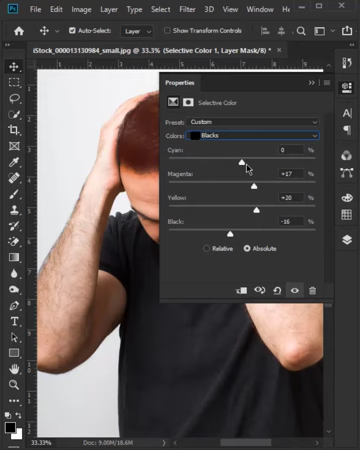 Ps File Edit Image Layer Type Select Filter 3D View Window
Auto-Select: Layer Show Transform Controls
iStock_000013130984_small.jpg @ 33.3% (Selective Color 1, Layer Mask/8) *
Properties
Selective Color
Preset: Custom
Colors: Blacks
Cyan: 0 %
Magenta: +17 %
Yellow: +20 %
Black: -16 %
Relative Absolute
33.33% Doc: 9.00M/18.6M